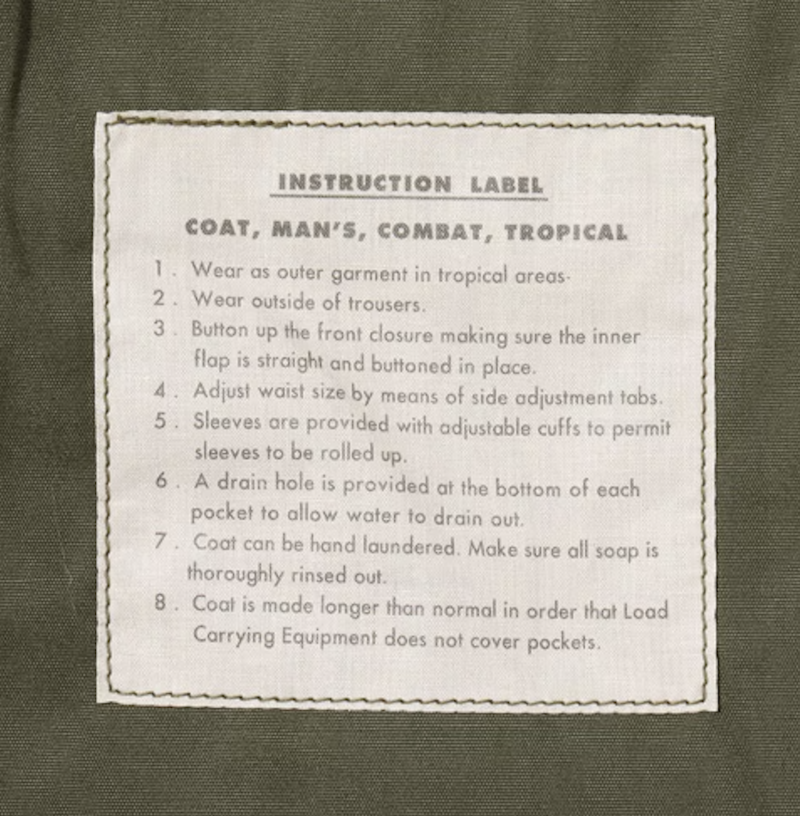 INSTRUCTION LABEL
COAT, MAN'S, COMBAT, TROPICAL
1. Wear as outer garment in tropical areas.
2. Wear outside of trousers.
3. Button up the front closure making sure the inner
flap is straight and buttoned in place.
4. Adjust waist size by means of side adjustment tabs.
5. Sleeves are provided with adjustable cuffs to permit
sleeves to be rolled up.
6. A drain hole is provided at the bottom of each
pocket to allow water to drain out.
7. Coat can be hand laundered. Make sure all soap is
thoroughly rinsed out.
8. Coat is made longer than normal in order that Load
Carrying Equipment does not cover pockets.